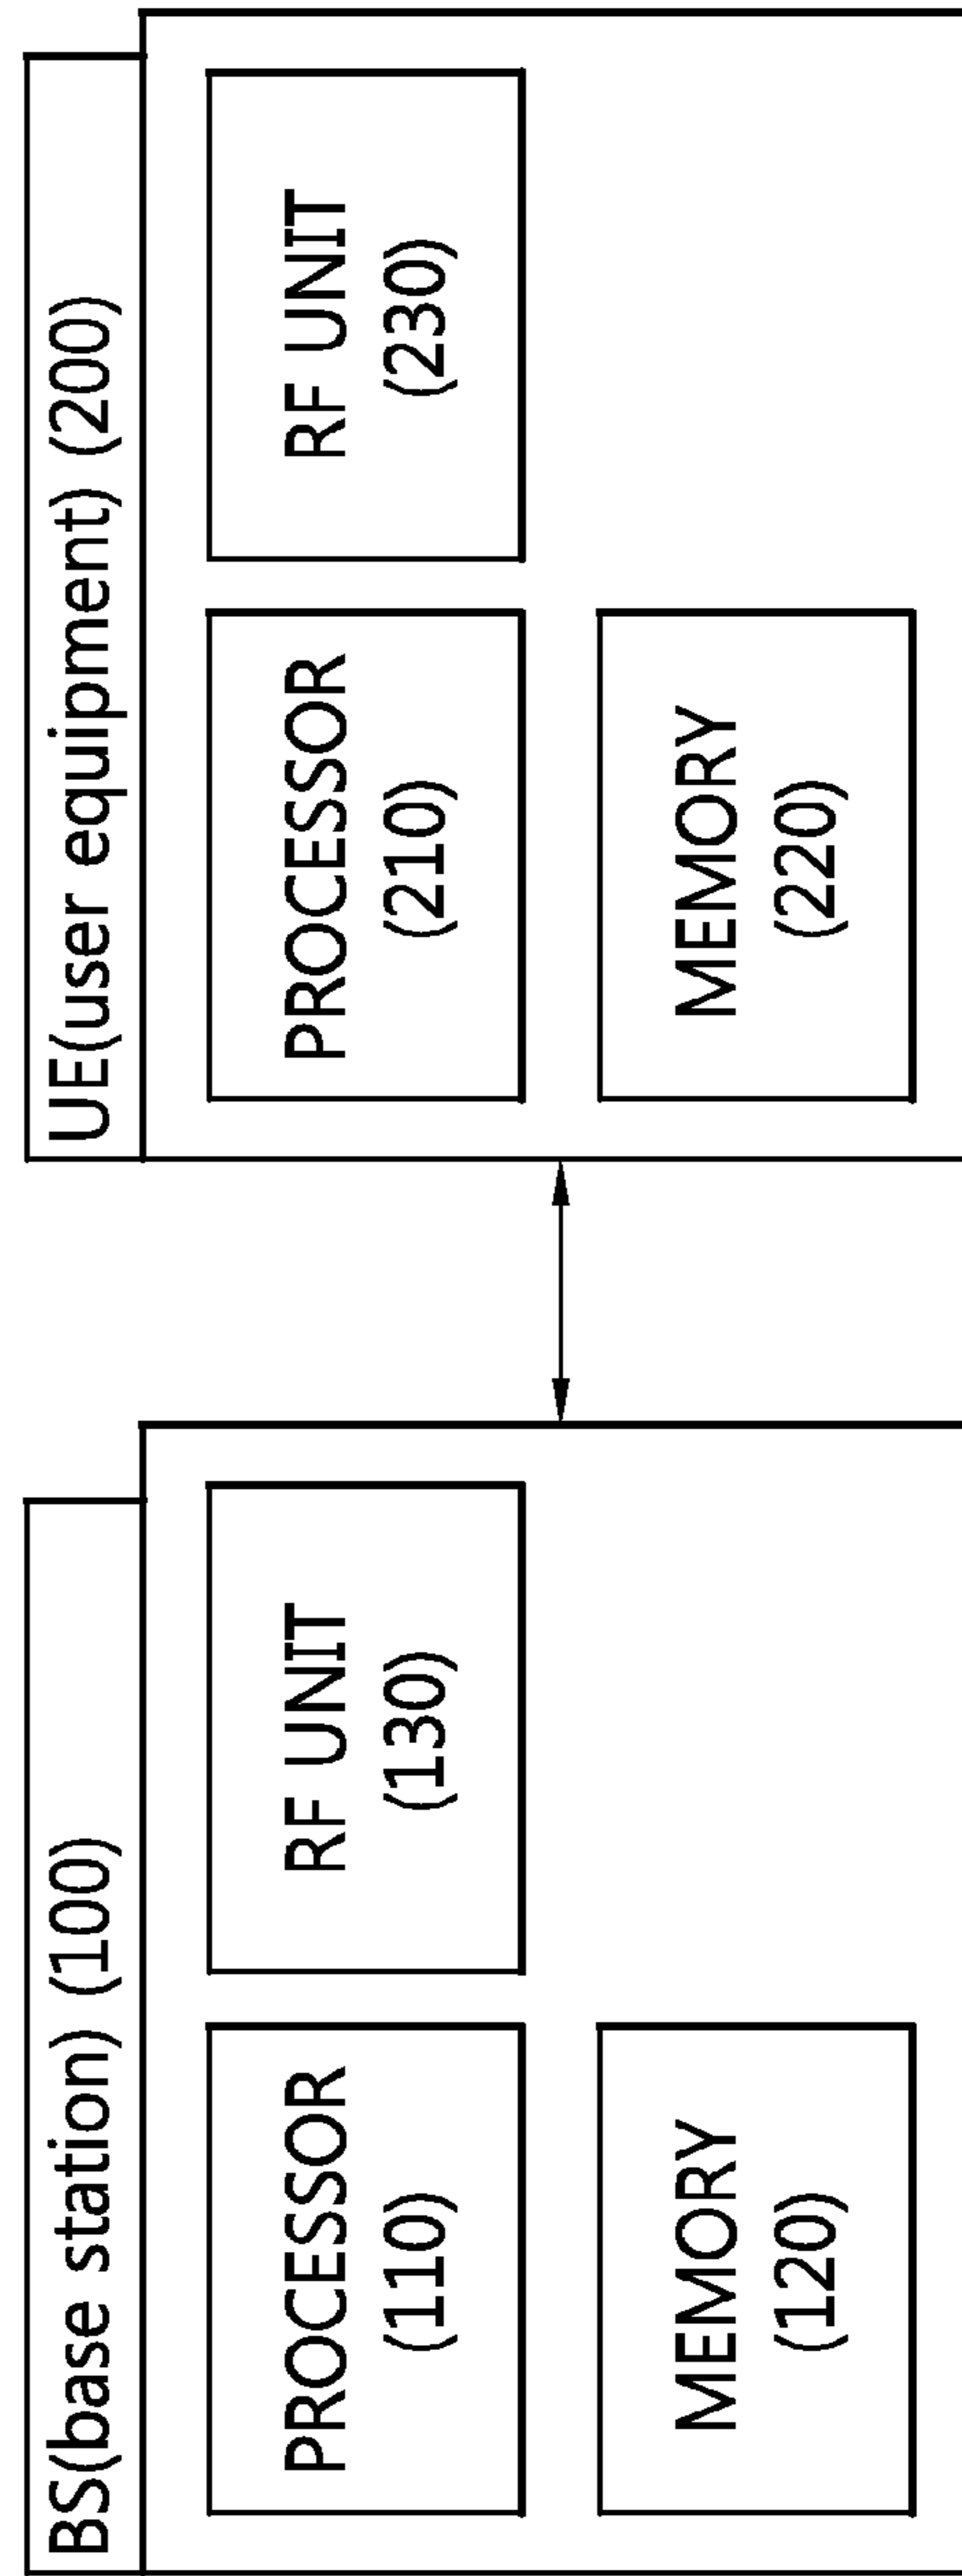 BS(base station) (100)
PROCESSOR
(110)
RF UNIT
(130)
MEMORY
(120)
UE(user equipment) (200)
PROCESSOR
(210)
RF UNIT
(230)
MEMORY
(220)